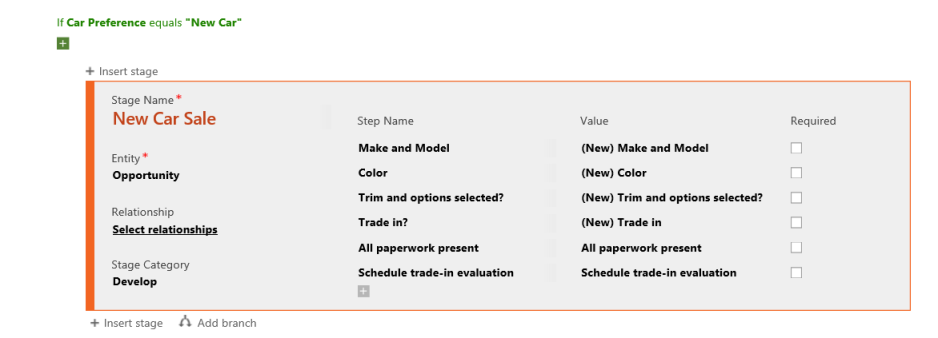 If Car Preference equals "New Car"
+ Insert stage
Stage Name*
New Car Sale
Step Name Value Required
Make and Model (New) Make and Model
Entity*
Opportunity
Color (New) Color
Trim and options selected? (New) Trim and options selected?
Relationship
Select relationships
Trade in? (New) Trade in
All paperwork present All paperwork present
Stage Category
Develop
Schedule trade-in evaluation Schedule trade-in evaluation
+ Insert stage Add branch